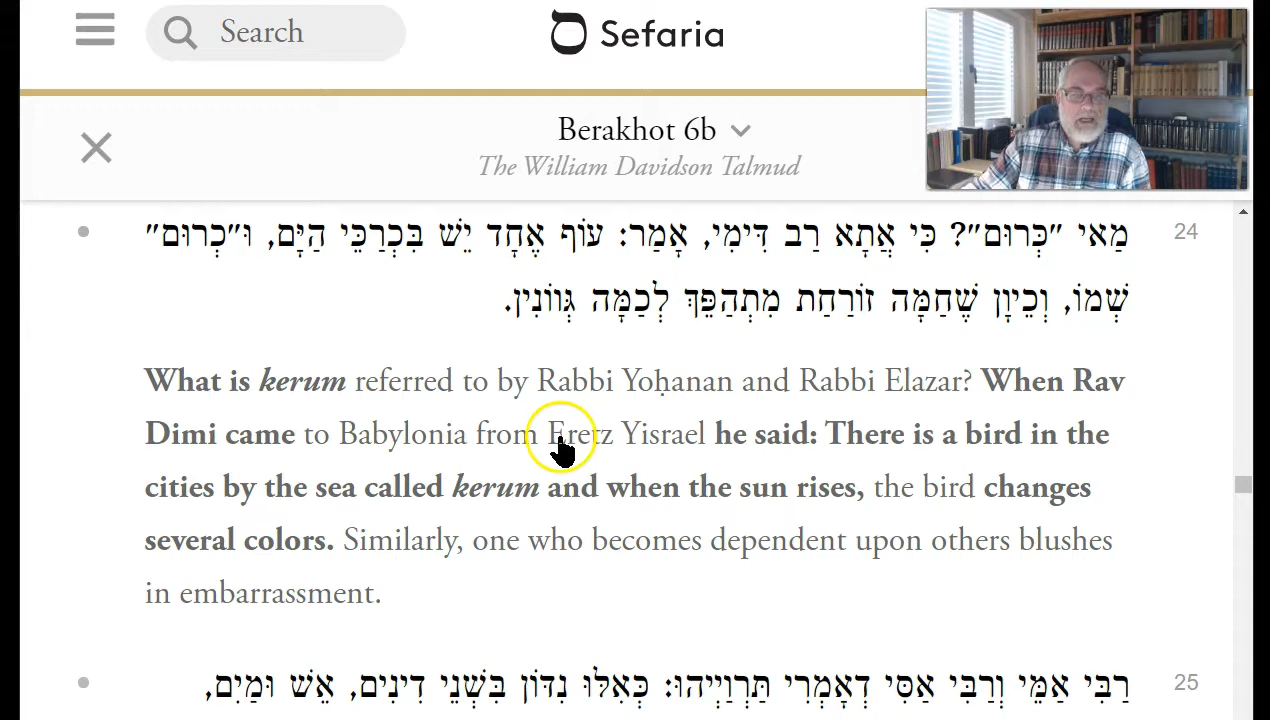 Search
Sefaria
Berakhot 6b
The William Davidson Talmud
מַאי ״כְּרוּם״? כִּי אֲתָא רַב דִּימִי, אָמַר: עוֹף אֶחָד יֵשׁ בִּכְרַכֵּי הַיָּם, וּ״כְרוּם״
24
שְׁמוֹ, וְכֵיוָן שֶׁחַמָּה זוֹרַחַת מִתְהַפֵּךְ לְכַמָּה גְּווֹנִין.
What is kerum referred to by Rabbi Yoḥanan and Rabbi Elazar? When Rav
Dimi came to Babylonia from Eretz Yisrael he said: There is a bird in the
cities by the sea called kerum and when the sun rises, the bird changes
several colors. Similarly, one who becomes dependent upon others blushes
in embarrassment.
רַבִּי אַמֵּי וְרַבִּי אַסִּי דְּאָמְרִי תַּרְוַיְיהוּ: כְּאִלּוּ נִדּוֹן בִּשְׁנֵי דִינִים, אֵשׁ וּמַיִם,
25